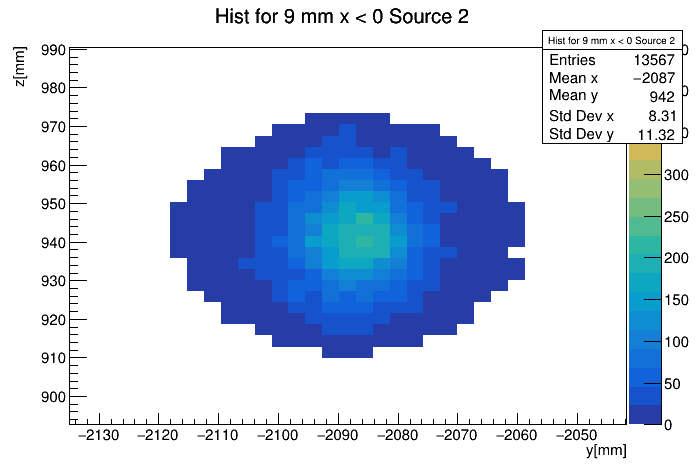 Hist for 9 mm x < 0 Source 2
z[mm]
990
980
970
960
950
940
930
920
910
900
−2130 −2120 −2110 −2100 −2090 −2080 −2070 −2060 −2050
y[mm]
Hist for 9 mm x < 0 Source 2
Entries 13567
Mean x −2087
Mean y 942
Std Dev x 8.31
Std Dev y 11.32
300
250
200
150
100
50
0